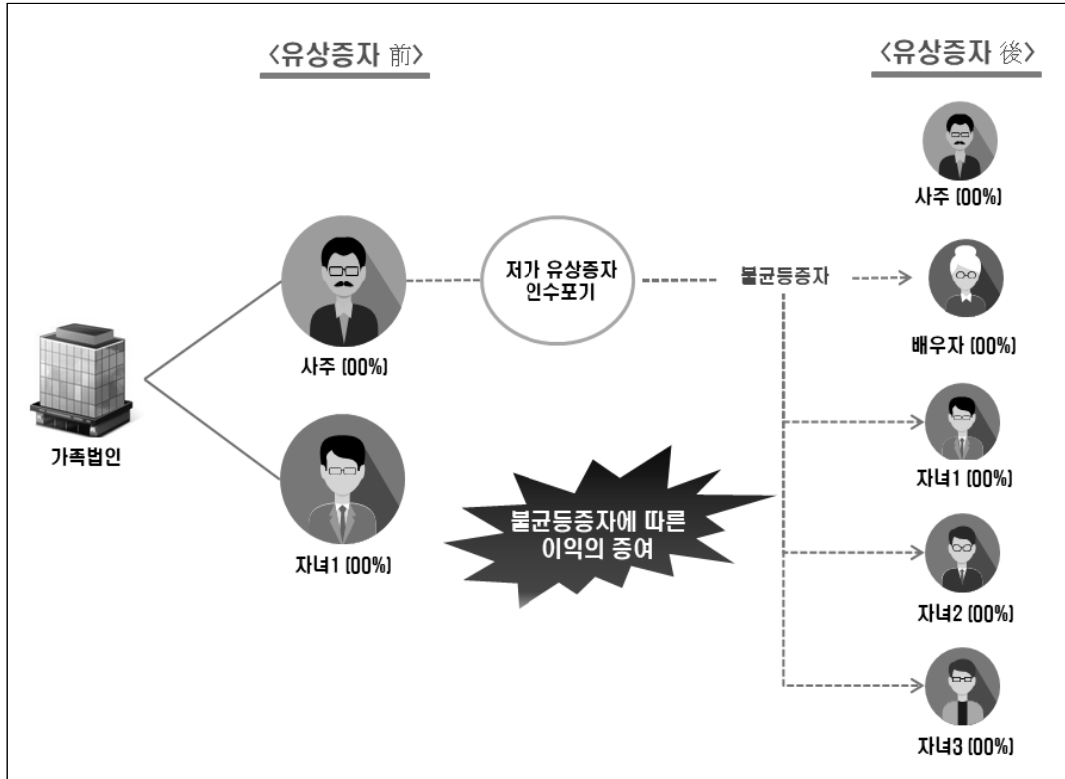 <유상증자 前>
<유상증자 後>
사주 (00%)
저가 유상증자
인수포기
불균등증자
배우자 (00%)
사주 (00%)
가족법인
자녀1 (00%)
불균등증자에 따른
이익의 증여
자녀1 (00%)
자녀2 (00%)
자녀3 (00%)